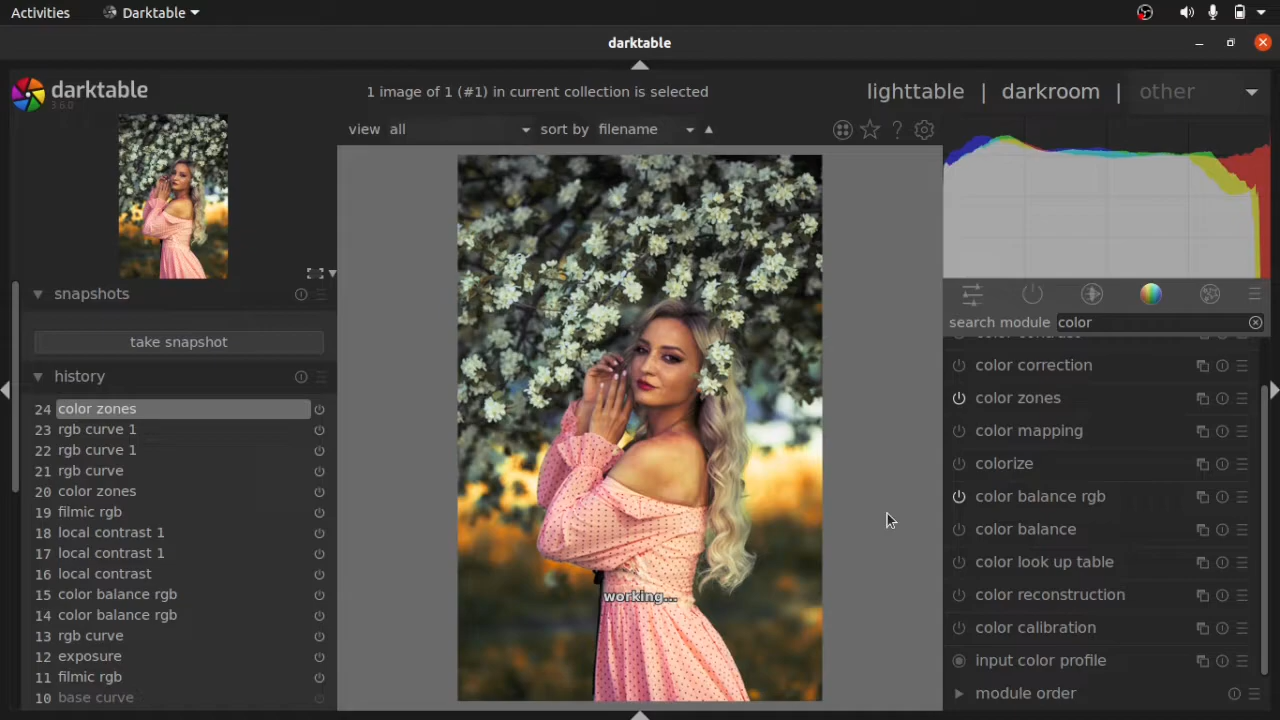 Activities
Darktable
darktable
darktable
3.6.0
1 image of 1 (#1) in current collection is selected
lighttable | darkroom | other
view all
sort by filename
snapshots
take snapshot
history
24 color zones
23 rgb curve 1
22 rgb curve 1
21 rgb curve
20 color zones
19 filmic rgb
18 local contrast 1
17 local contrast 1
16 local contrast
15 color balance rgb
14 color balance rgb
13 rgb curve
12 exposure
11 filmic rgb
10 base curve
working...
search module color
color contrast
color correction
color zones
color mapping
colorize
color balance rgb
color balance
color look up table
color reconstruction
color calibration
input color profile
module order